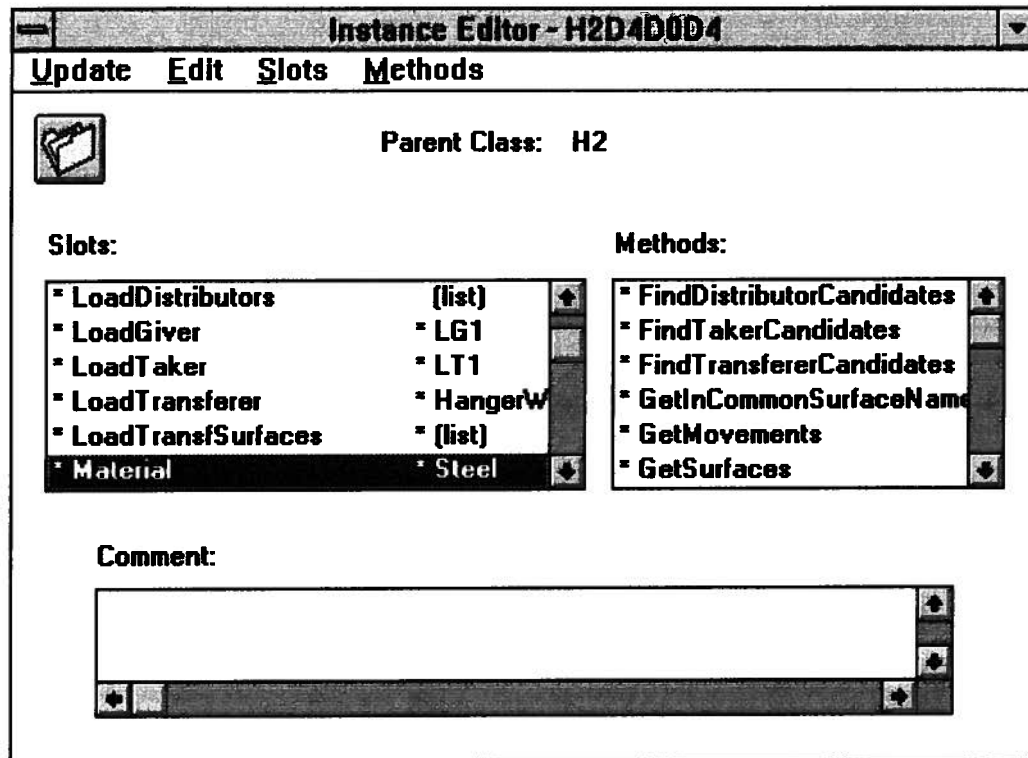 Instance Editor - H2D4D0D4
Update Edit Slots Methods
Parent Class: H2
Slots:
* LoadDistributors (list)
* LoadGiver * LG1
* LoadTaker * LT1
* LoadTransferer * HangerW
* LoadTransfSurfaces * (list)
* Material * Steel
Methods:
* FindDistributorCandidates
* FindTakerCandidates
* FindTransfererCandidates
* GetInCommonSurfaceName
* GetMovements
* GetSurfaces
Comment: